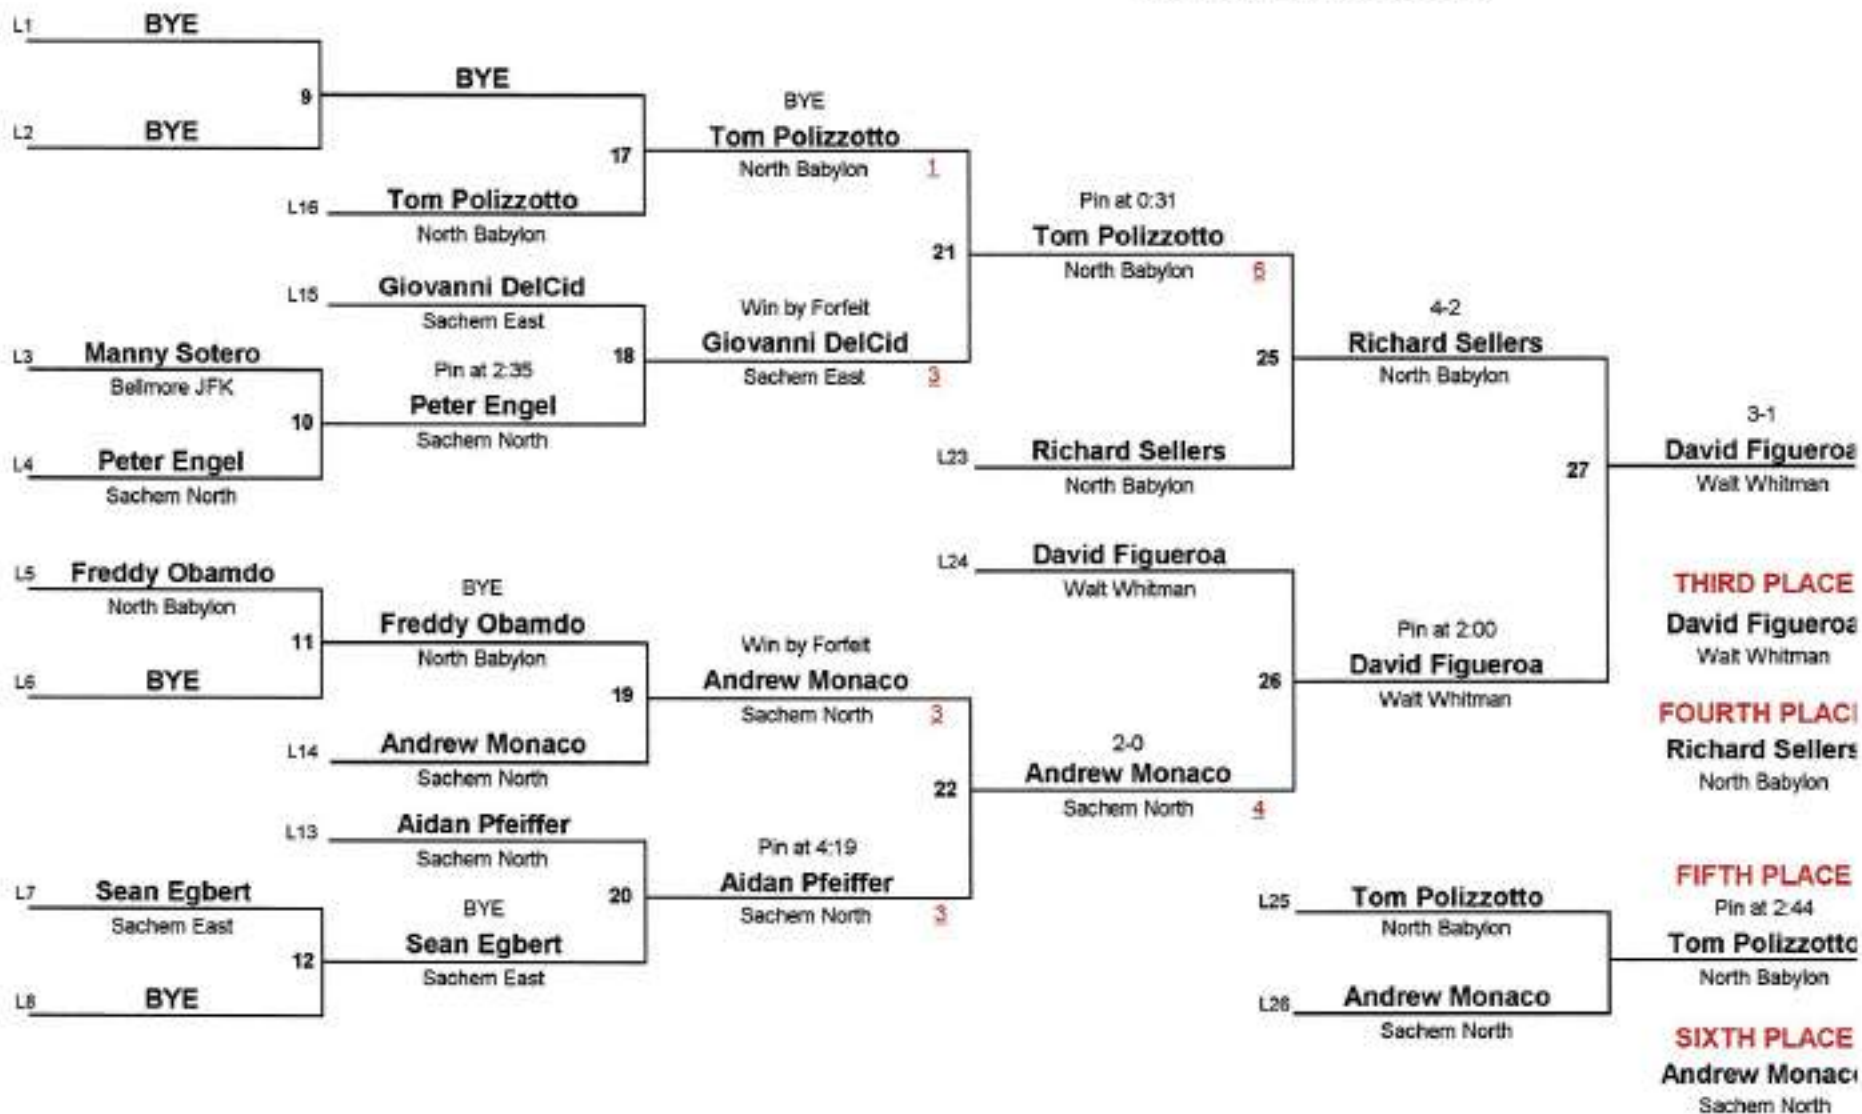 L1 BYE
9 BYE
L2 BYE
BYE
17 Tom Polizzotto
North Babylon 1
L16 Tom Polizzotto
North Babylon
Pin at 0:31
21 Tom Polizzotto
North Babylon 6
L15 Giovanni DelCid
Sachem East
Win by Forfeit
18 Giovanni DelCid
Sachem East 3
L3 Manny Sotero
Bellmore JFK
Pin at 2:35
10 Peter Engel
Sachem North
L4 Peter Engel
Sachem North
4-2
25 Richard Sellers
North Babylon
L23 Richard Sellers
North Babylon
3-1
27 David Figueroa
Walt Whitman
L24 David Figueroa
Walt Whitman
L5 Freddy Obamdo
North Babylon
BYE
11 Freddy Obamdo
North Babylon
L6 BYE
Win by Forfeit
19 Andrew Monaco
Sachem North 3
L14 Andrew Monaco
Sachem North
Pin at 2:00
26 David Figueroa
Walt Whitman
2-0
22 Andrew Monaco
Sachem North 4
L13 Aidan Pfeiffer
Sachem North
Pin at 4:19
20 Aidan Pfeiffer
Sachem North 3
L7 Sean Egbert
Sachem East
BYE
12 Sean Egbert
Sachem East
L8 BYE
THIRD PLACE
David Figueroa
Walt Whitman
FOURTH PLAC
Richard Sellers
North Babylon
L25 Tom Polizzotto
North Babylon
L26 Andrew Monaco
Sachem North
FIFTH PLACE
Pin at 2:44
Tom Polizzotto
North Babylon
SIXTH PLACE
Andrew Monac
Sachem North